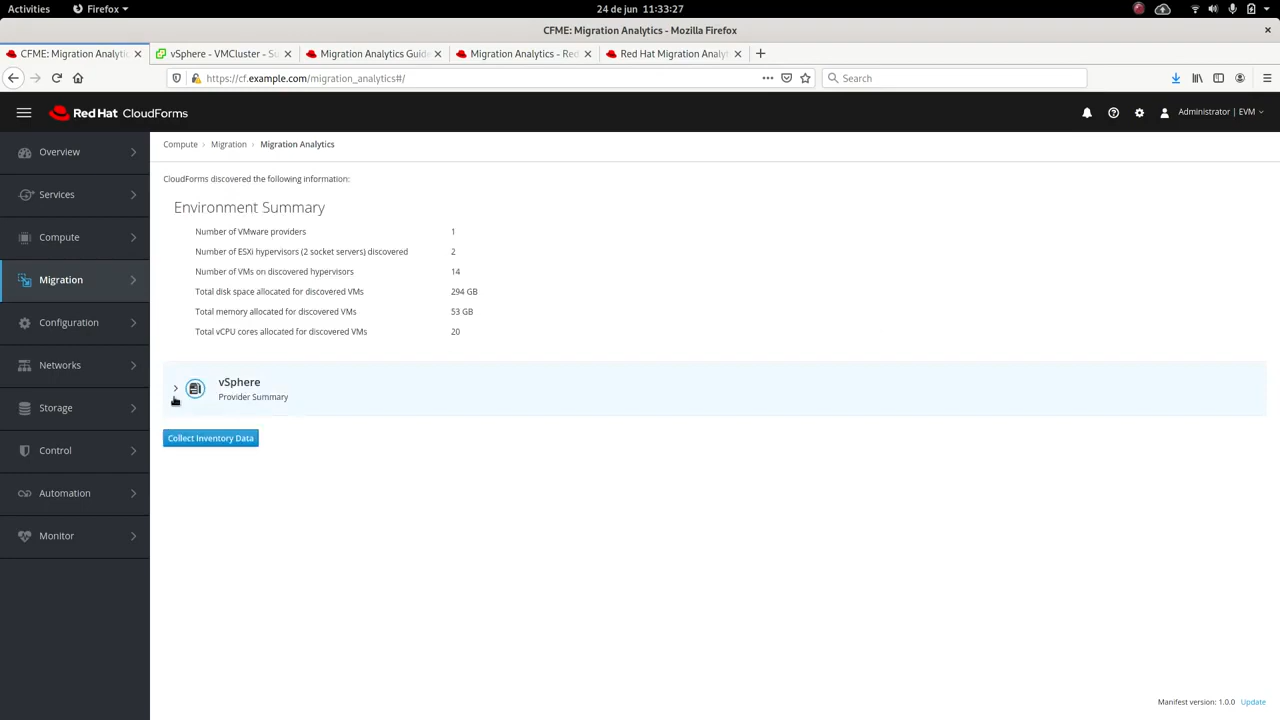 Activities
Firefox
24 de jun 11:33:27
CFME: Migration Analytics - Mozilla Firefox
CFME: Migration Analytic
vSphere - VMCluster - Su
Migration Analytics Guide
Migration Analytics - Red
Red Hat Migration Analyt
https://cf.example.com/migration_analytics#/
Search
Red Hat CloudForms
Administrator | EVM
Overview
Services
Compute
Migration
Configuration
Networks
Storage
Control
Automation
Monitor
Compute > Migration > Migration Analytics
CloudForms discovered the following information:
Environment Summary
Number of VMware providers 1
Number of ESXi hypervisors (2 socket servers) discovered 2
Number of VMs on discovered hypervisors 14
Total disk space allocated for discovered VMs 294 GB
Total memory allocated for discovered VMs 53 GB
Total vCPU cores allocated for discovered VMs 20
vSphere
Provider Summary
Collect Inventory Data
Manifest version: 1.0.0 Update